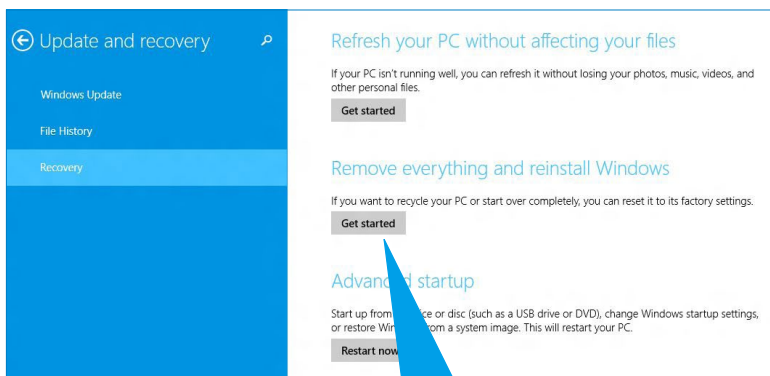 Update and recovery
Windows Update
File History
Recovery
Refresh your PC without affecting your files
If your PC isn't running well, you can refresh it without losing your photos, music, videos, and
other personal files.
Get started
Remove everything and reinstall Windows
If you want to recycle your PC or start over completely, you can reset it to its factory settings.
Get started
Advanced startup
Start up from ce or disc (such as a USB drive or DVD), change Windows startup settings,
or restore Win rom a system image. This will restart your PC.
Restart now